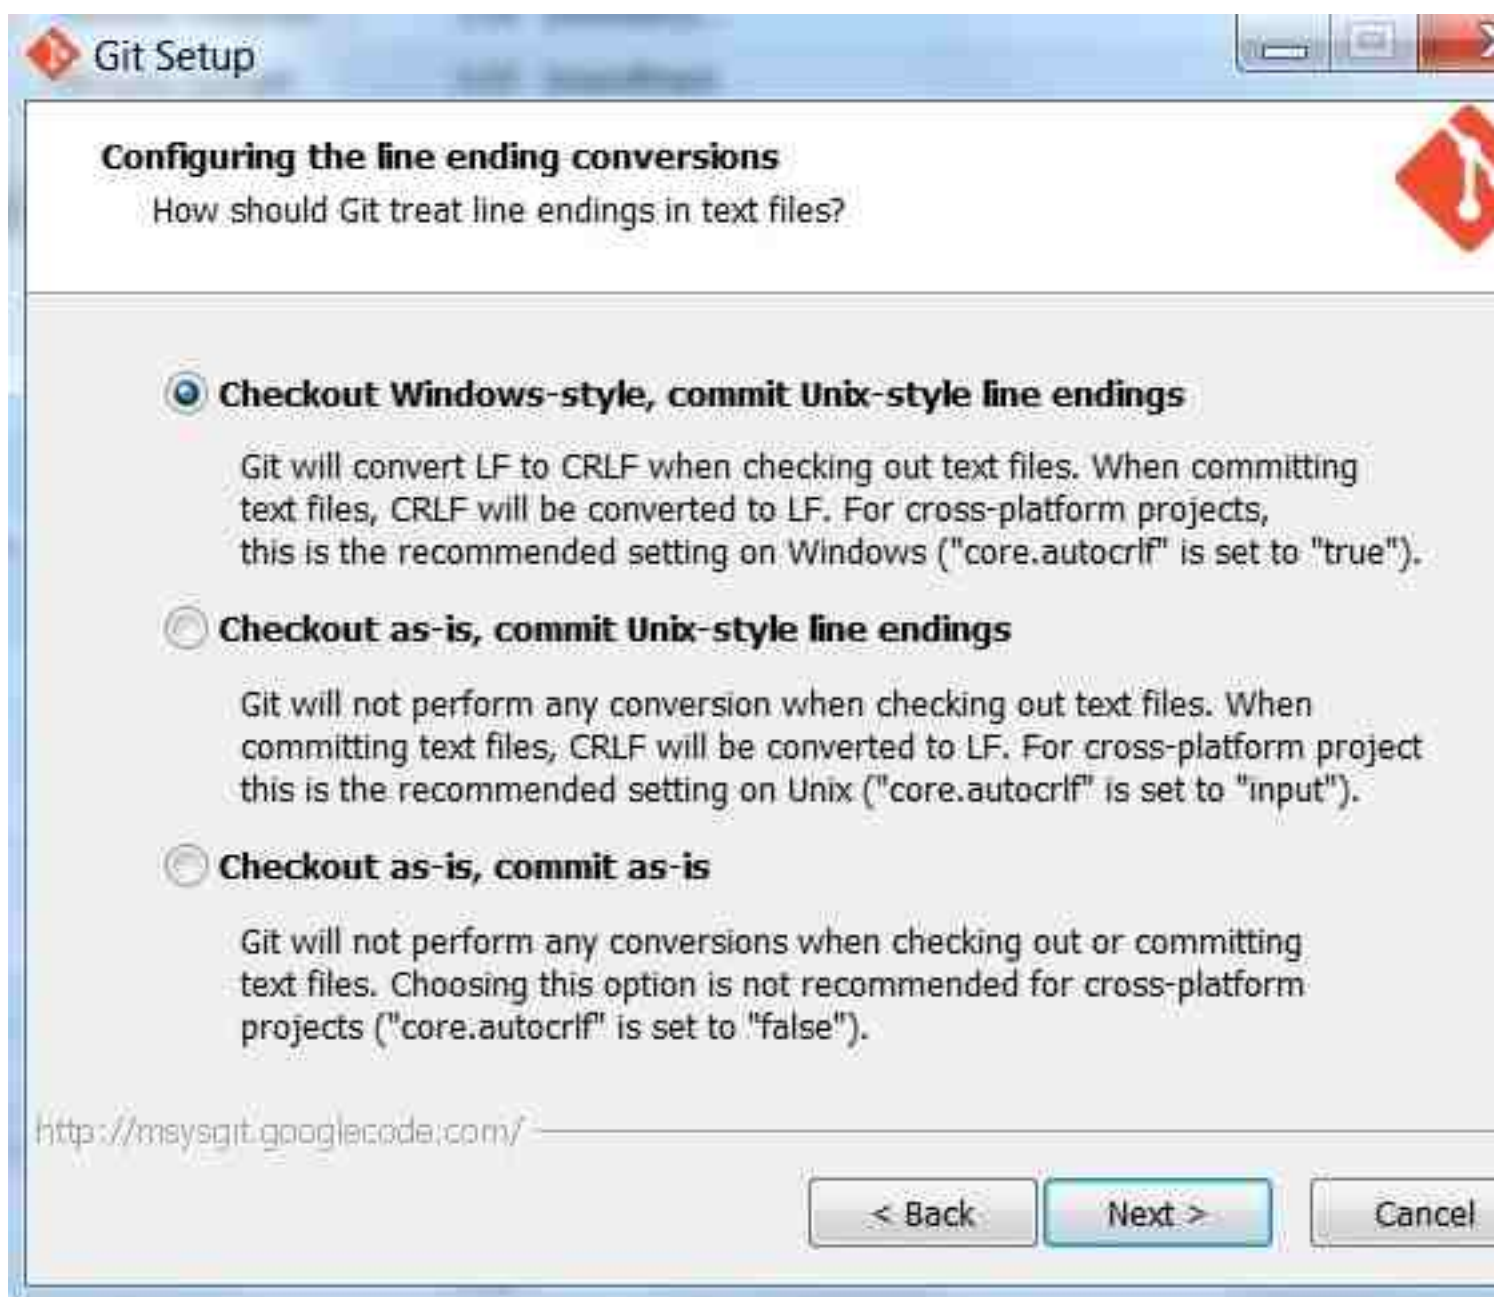 Git Setup
Configuring the line ending conversions
How should Git treat line endings in text files?
Checkout Windows-style, commit Unix-style line endings
Git will convert LF to CRLF when checking out text files. When committing
text files, CRLF will be converted to LF. For cross-platform projects,
this is the recommended setting on Windows ("core.autocrlf" is set to "true").
Checkout as-is, commit Unix-style line endings
Git will not perform any conversion when checking out text files. When
committing text files, CRLF will be converted to LF. For cross-platform project
this is the recommended setting on Unix ("core.autocrlf" is set to "input").
Checkout as-is, commit as-is
Git will not perform any conversions when checking out or committing
text files. Choosing this option is not recommended for cross-platform
projects ("core.autocrlf" is set to "false").
http://msysgit.googlecode.com/
< Back
Next >
Cancel